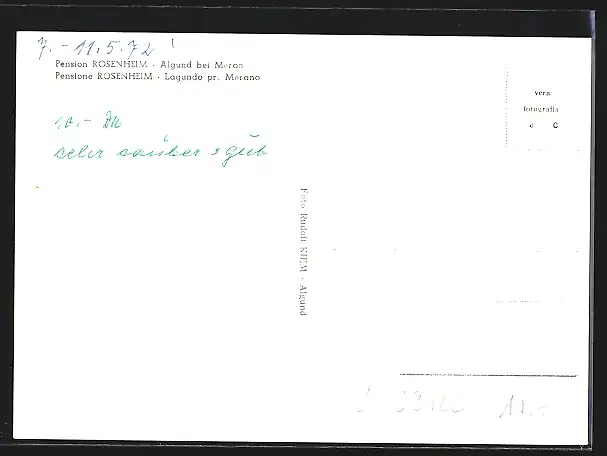 7. - 11.5.72
Pension ROSENHEIM · Algund bei Meran
Pensione ROSENHEIM · Lagundo pr. Merano
vera
fotografia
C
10.- DM
sehr sauber & gut
Foto Rudolf KIEM · Algund